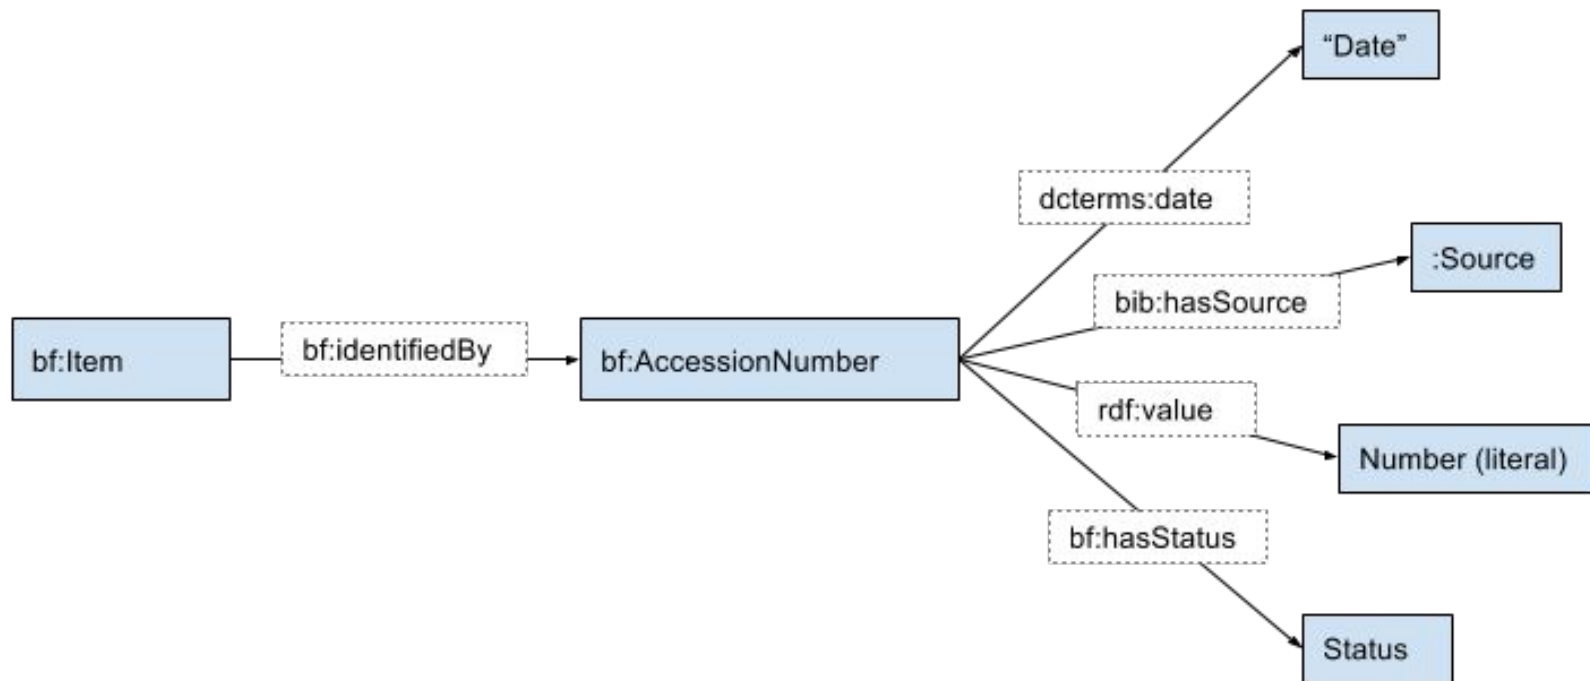 “Date”
dcterms:date
:Source
bib:hasSource
bf:Item
bf:identifiedBy
bf:AccessionNumber
rdf:value
Number (literal)
bf:hasStatus
Status